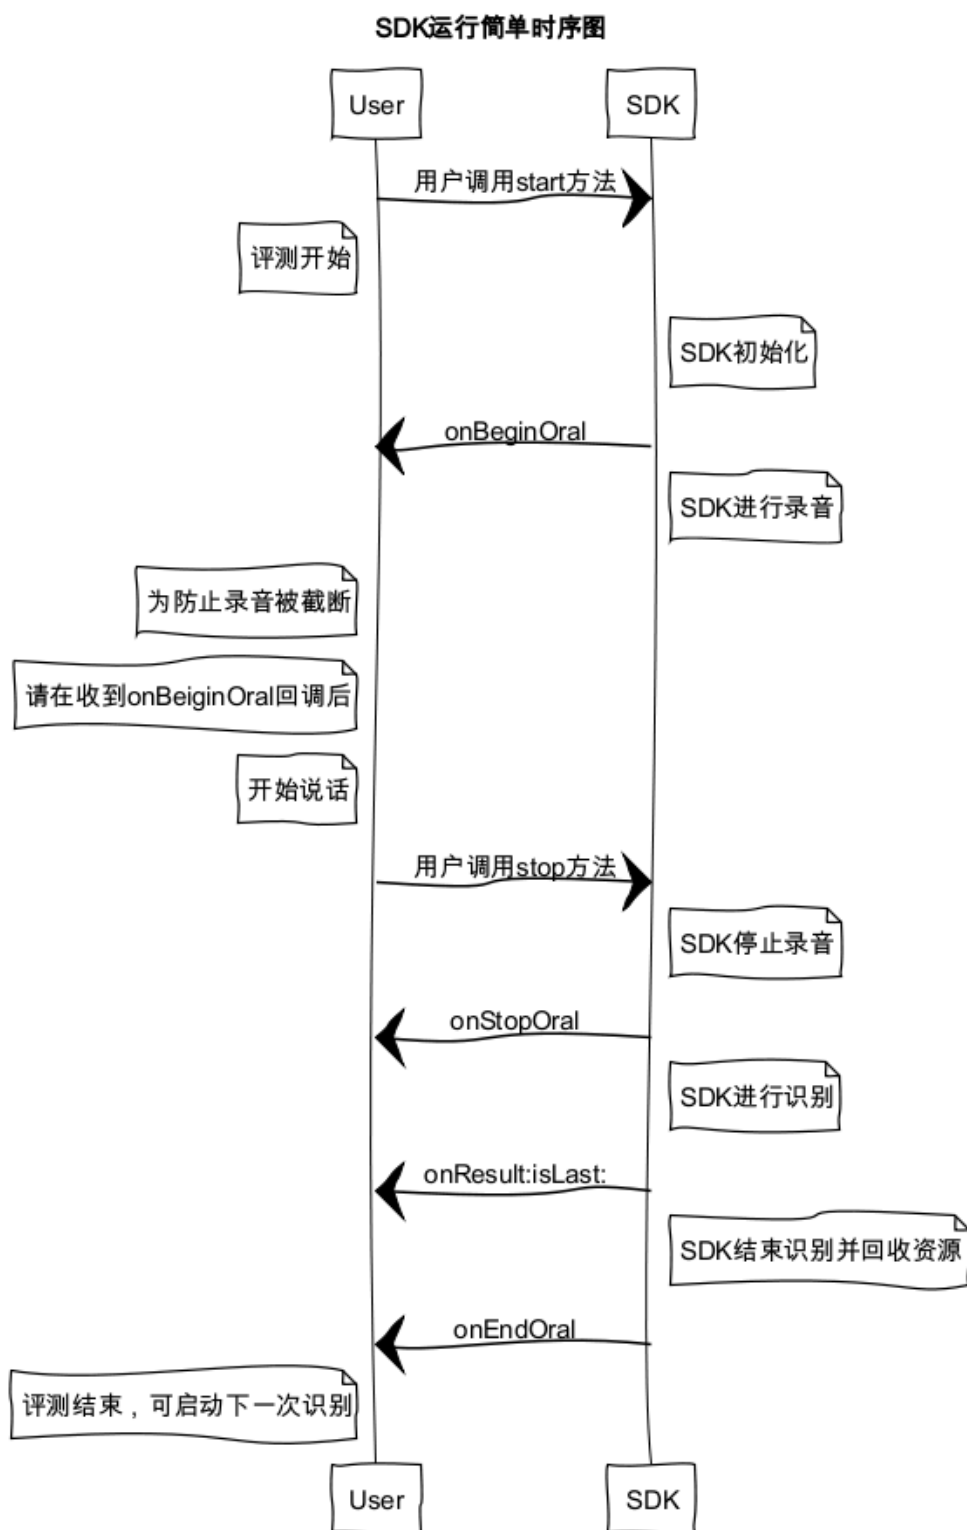 SDK运行简单时序图
User
SDK
用户调用start方法
评测开始
SDK初始化
onBeginOral
SDK进行录音
为防止录音被截断
请在收到onBeiginOral回调后
开始说话
用户调用stop方法
SDK停止录音
onStopOral
SDK进行识别
onResult:isLast:
SDK结束识别并回收资源
onEndOral
评测结束，可启动下一次识别
User
SDK